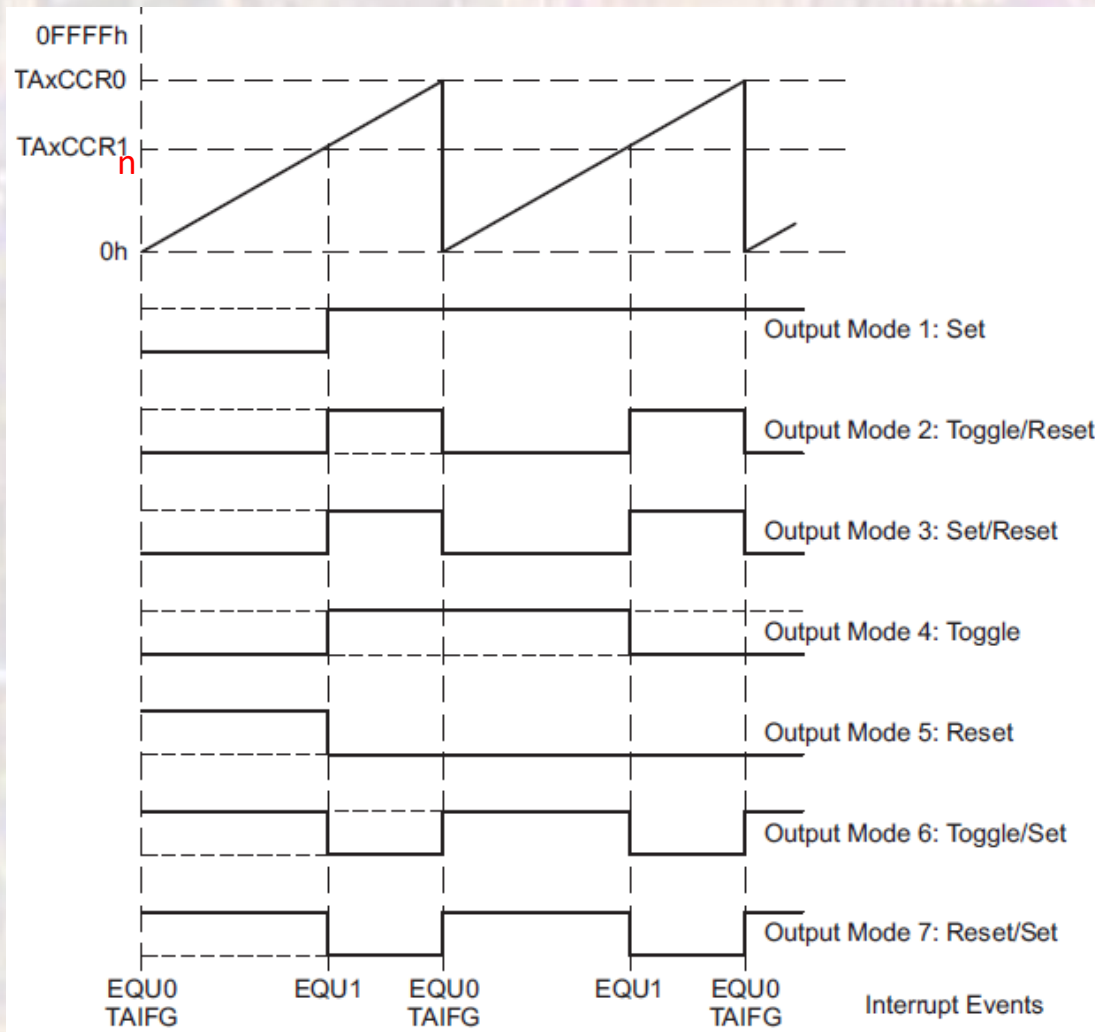 0FFFFh
TAxCCR0
TAxCCR1
n
0h
Output Mode 1: Set
Output Mode 2: Toggle/Reset
Output Mode 3: Set/Reset
Output Mode 4: Toggle
Output Mode 5: Reset
Output Mode 6: Toggle/Set
Output Mode 7: Reset/Set
EQU0 EQU1 EQU0 EQU1 EQU0 Interrupt Events
TAIFG TAIFG TAIFG